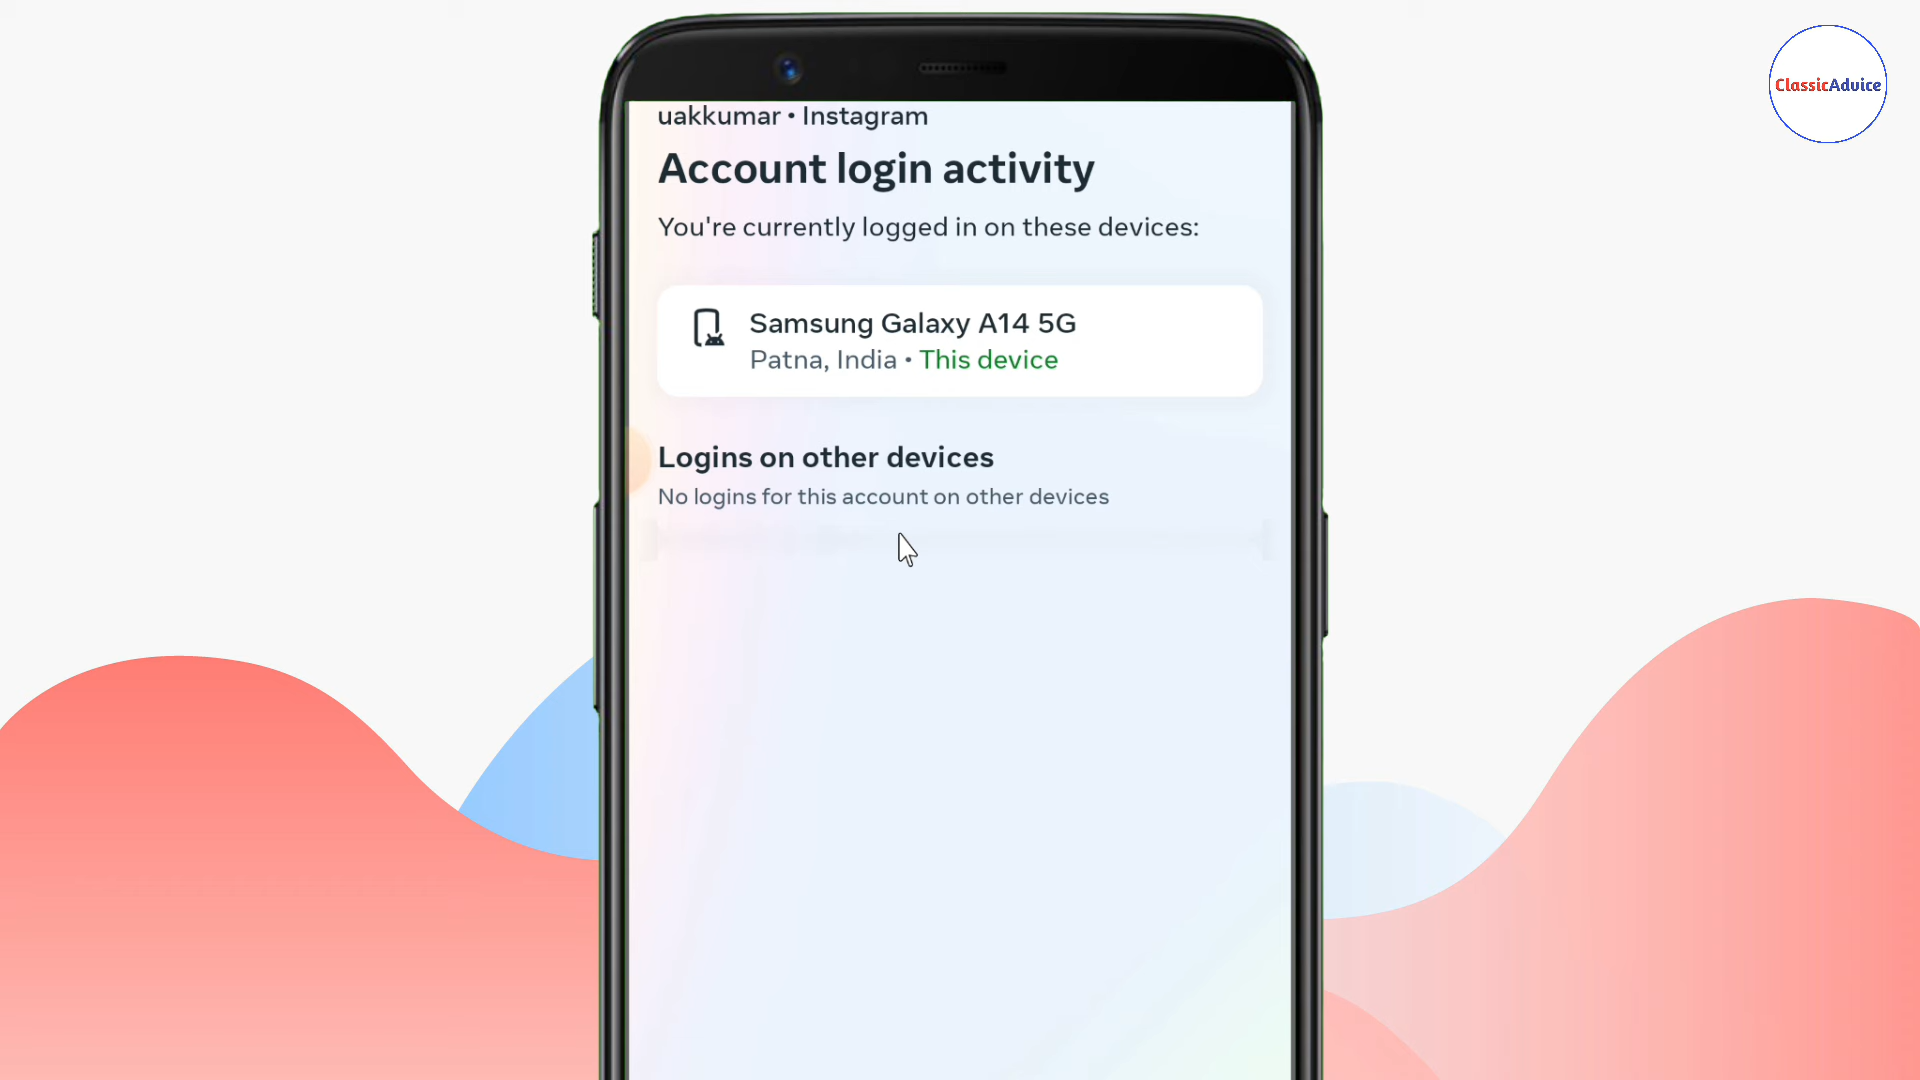 ClassicAdvice
uakkumar • Instagram
Account login activity
You're currently logged in on these devices:
Samsung Galaxy A14 5G
Patna, India • This device
Logins on other devices
No logins for this account on other devices